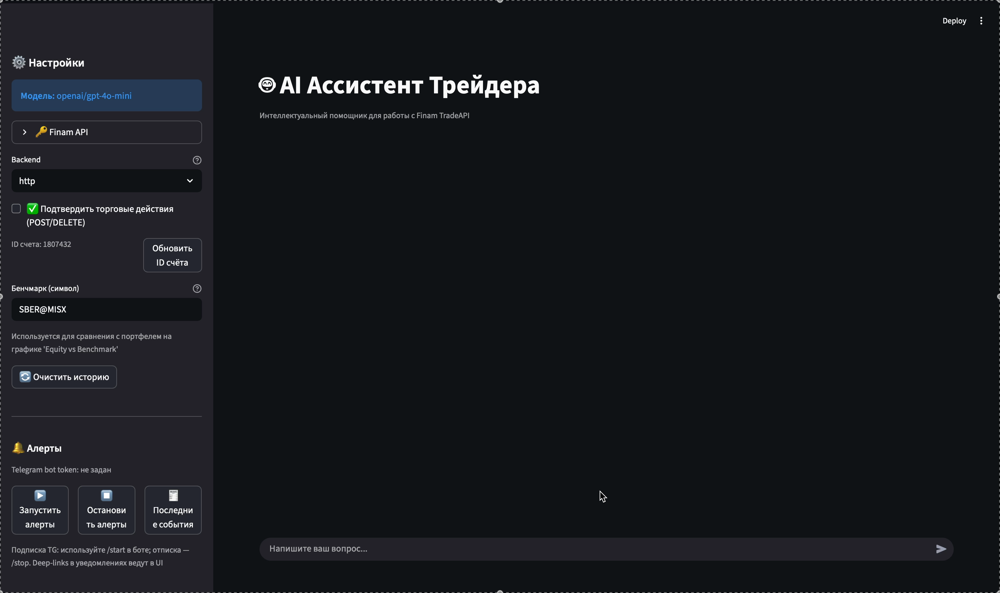 Deploy
Настройки
Модель: openai/gpt-4o-mini
Finam API
Backend
http
Подтвердить торговые действия
(POST/DELETE)
ID счета: 1807432
Обновить
ID счёта
Бенчмарк (символ)
SBER@MISX
Используется для сравнения с портфелем на
графике 'Equity vs Benchmark'
Очистить историю
Алерты
Telegram bot token: не задан
Запустить
алерты
Останови
ть алерты
Последни
е события
Подписка TG: используйте /start в боте; отписка —
/stop. Deep-links в уведомлениях ведут в UI
AI Ассистент Трейдера
Интеллектуальный помощник для работы с Finam TradeAPI
Напишите ваш вопрос...